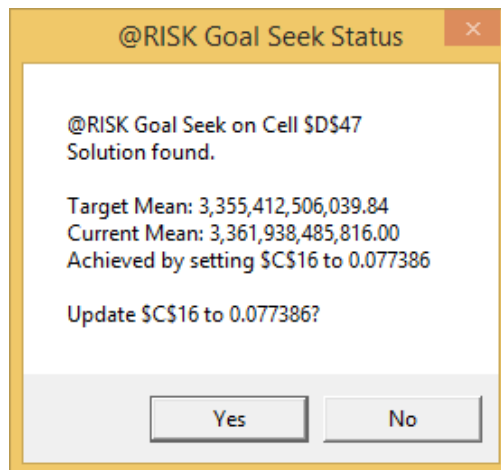 @RISK Goal Seek Status
@RISK Goal Seek on Cell $D$47
Solution found.
Target Mean: 3,355,412,506,039.84
Current Mean: 3,361,938,485,816.00
Achieved by setting $C$16 to 0.077386
Update $C$16 to 0.077386?
Yes
No